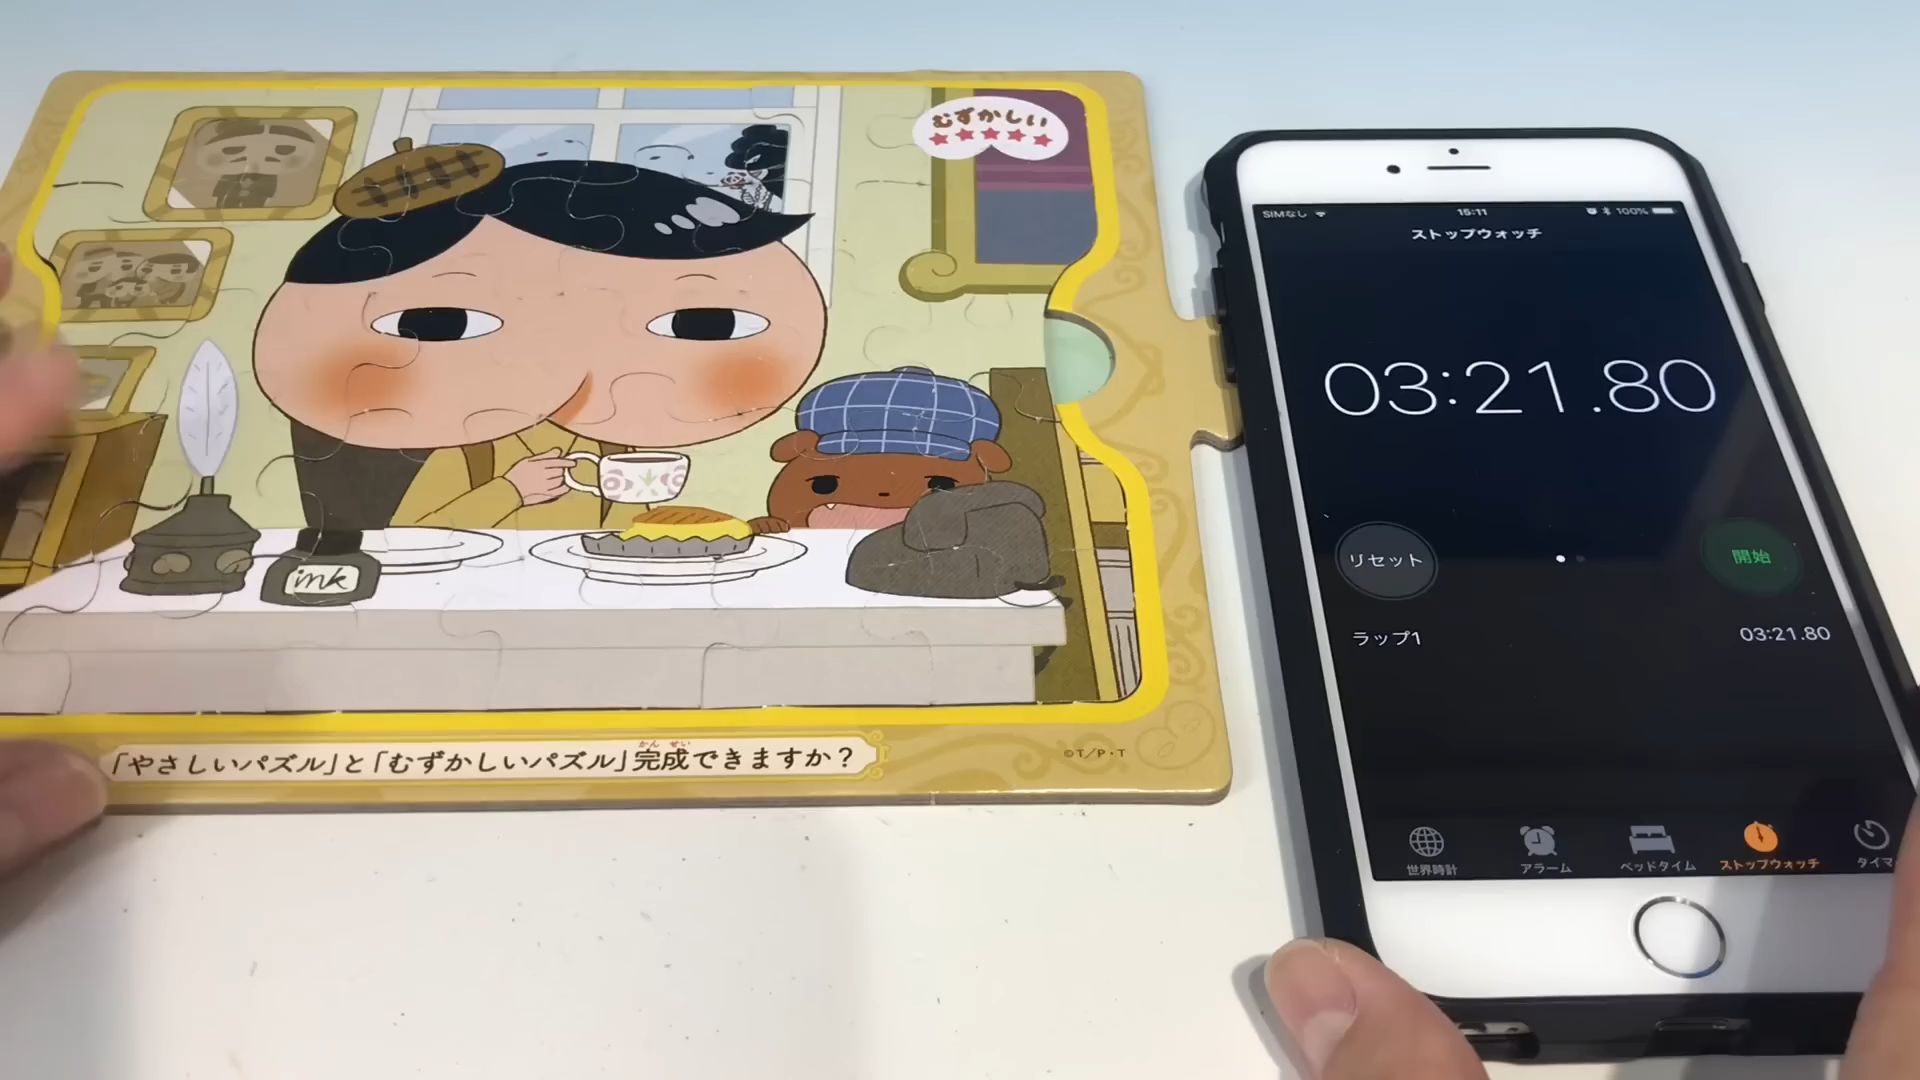 むずかしい
ink
「やさしいパズル」と「むずかしいパズル」完成できますか?
かん せい
©T/P・T
SIMなし
15:11
100%
ストップウォッチ
03:21.80
リセット
開始
ラップ1
03:21.80
世界時計
アラーム
ベッドタイム
ストップウォッチ
タイマ